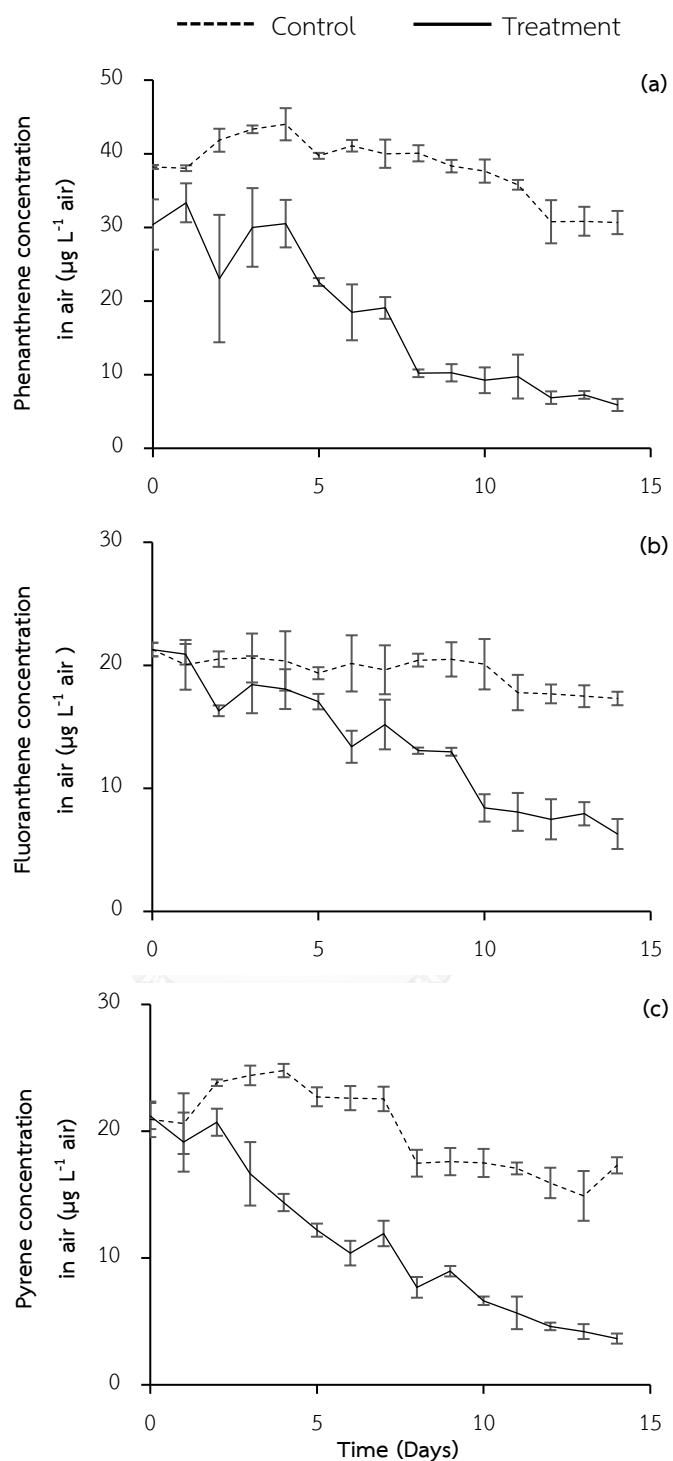 Control Treatment
(a)
Phenanthrene concentration
in air (µg L⁻¹ air)
50
40
30
20
10
0
0 5 10 15
(b)
Fluoranthene concentration
in air (µg L⁻¹ air )
30
20
10
0
0 5 10 15
(c)
Pyrene concentration
in air (µg L⁻¹ air)
30
20
10
0
0 5 10 15
Time (Days)